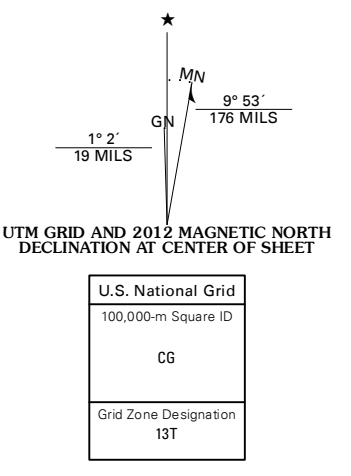 ★
MN
9° 53´
176 MILS
GN
1° 2´
19 MILS
UTM GRID AND 2012 MAGNETIC NORTH
DECLINATION AT CENTER OF SHEET
U.S. National Grid
100,000-m Square ID
CG
Grid Zone Designation
13T